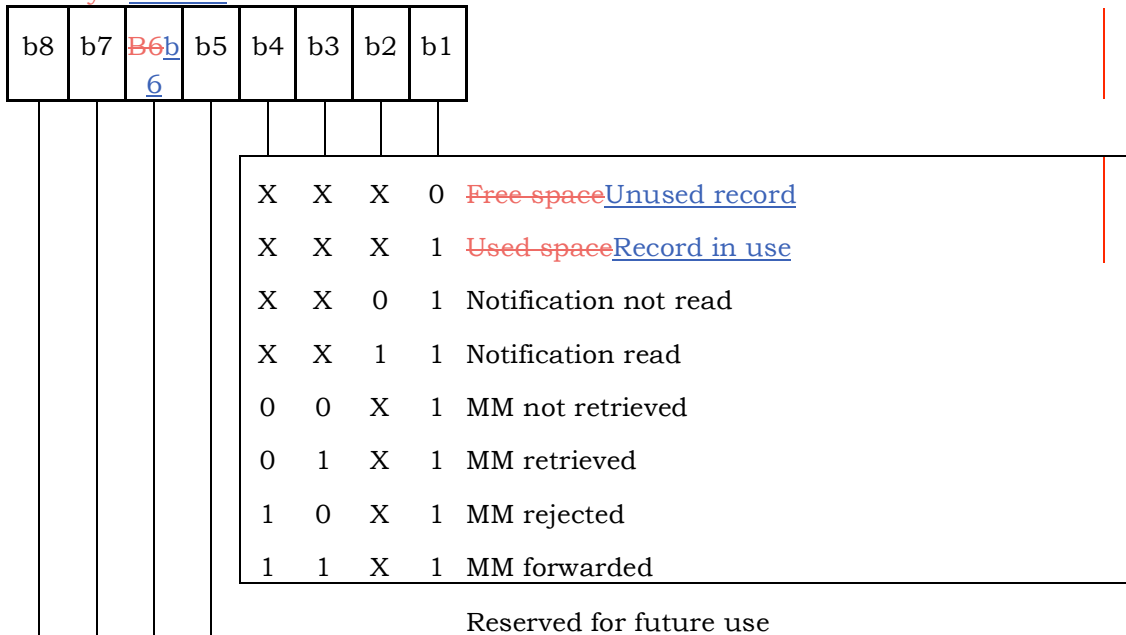 b8 b7 B6b b5 b4 b3 b2 b1
6
X X X 0 Free spaceUnused record
X X X 1 Used spaceRecord in use
X X 0 1 Notification not read
X X 1 1 Notification read
0 0 X 1 MM not retrieved
0 1 X 1 MM retrieved
1 0 X 1 MM rejected
1 1 X 1 MM forwarded
Reserved for future use